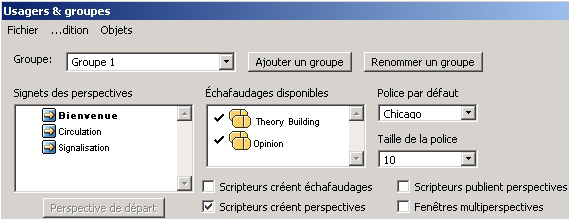 Usagers & groupes
Fichier ...dition Objets
Groupe: Groupe 1 Ajouter un groupe Renommer un groupe
Signets des perspectives Échafaudages disponibles Police par défaut
Bienvenue Theory Building Chicago
Circulation
Signalisation Opinion Taille de la police
10
Scripteurs créent échafaudages Scripteurs publient perspectives
Perspective de départ Scripteurs créent perspectives Fenêtres multiperspectives